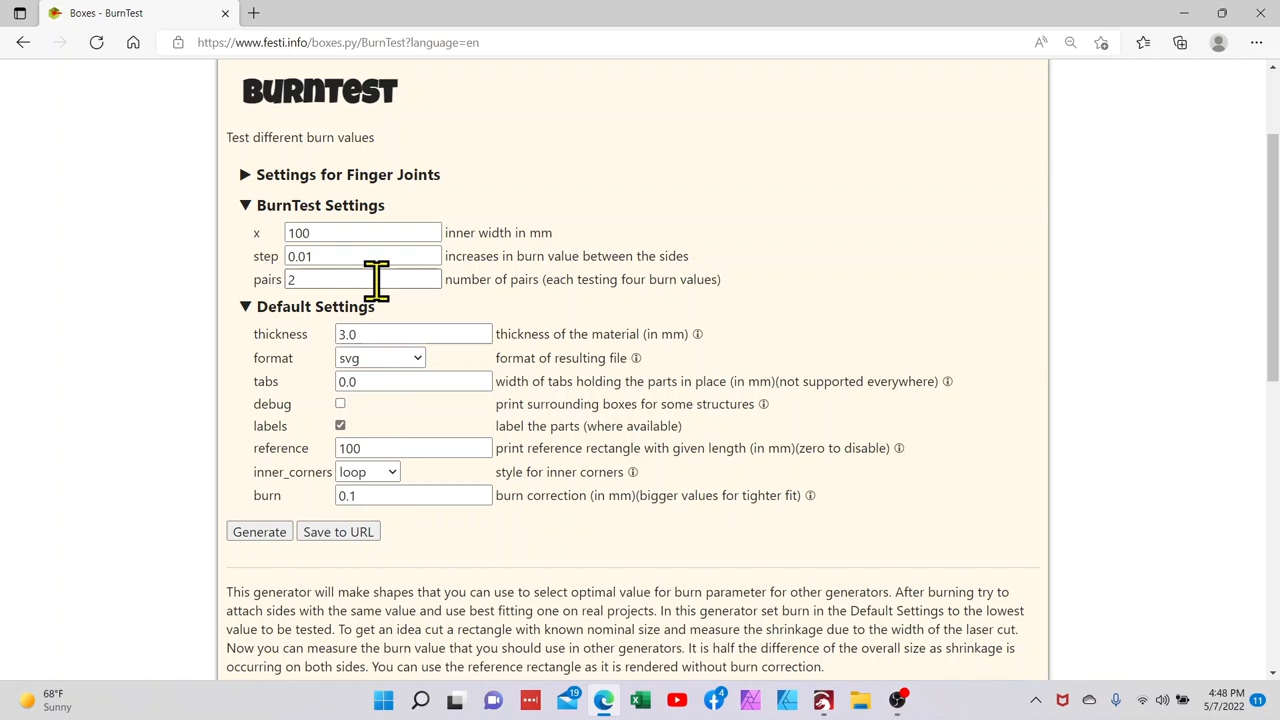 Boxes - BurnTest
https://www.festi.info/boxes.py/BurnTest?language=en
BURNTEST
Test different burn values
Settings for Finger Joints
BurnTest Settings
x 100 inner width in mm
step 0.01 increases in burn value between the sides
pairs 2 number of pairs (each testing four burn values)
Default Settings
thickness 3.0 thickness of the material (in mm)
format svg format of resulting file
tabs 0.0 width of tabs holding the parts in place (in mm)(not supported everywhere)
debug print surrounding boxes for some structures
labels label the parts (where available)
reference 100 print reference rectangle with given length (in mm)(zero to disable)
inner_corners loop style for inner corners
burn 0.1 burn correction (in mm)(bigger values for tighter fit)
Generate Save to URL
This generator will make shapes that you can use to select optimal value for burn parameter for other generators. After burning try to
attach sides with the same value and use best fitting one on real projects. In this generator set burn in the Default Settings to the lowest
value to be tested. To get an idea cut a rectangle with known nominal size and measure the shrinkage due to the width of the laser cut.
Now you can measure the burn value that you should use in other generators. It is half the difference of the overall size as shrinkage is
occurring on both sides. You can use the reference rectangle as it is rendered without burn correction.
68°F
Sunny
19
4
4:48 PM
5/7/2022
11